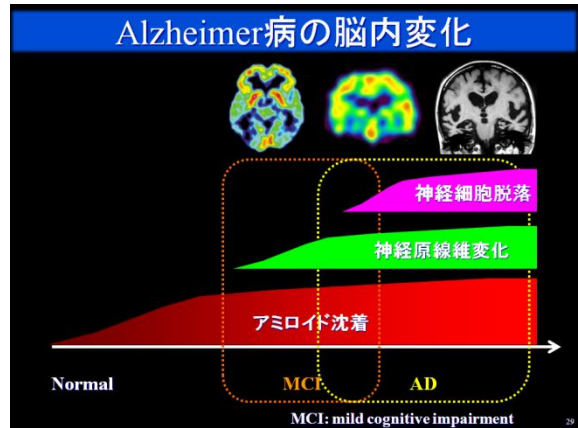 Alzheimer病の脳内変化
神経細胞脱落
神経原線維変化
アミロイド沈着
Normal
MCI
AD
MCI: mild cognitive impairment
29